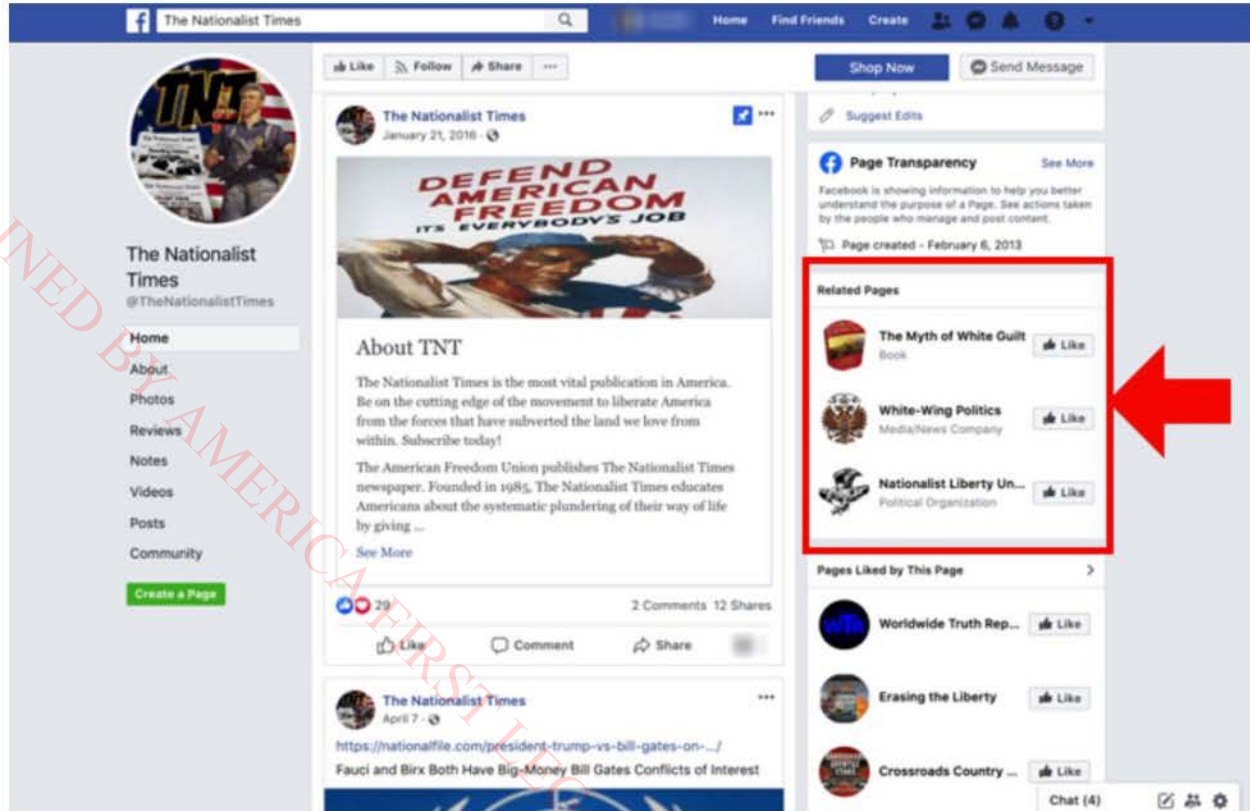 The Nationalist Times
Home Find Friends Create
Like Follow Share ...
Shop Now Send Message
TNT
The Nationalist
Times
@TheNationalistTimes
Home
About
Photos
Reviews
Notes
Videos
Posts
Community
Create a Page
The Nationalist Times
January 21, 2016 ·
DEFEND
AMERICAN
FREEDOM
ITS EVERYBODY'S JOB
About TNT
The Nationalist Times is the most vital publication in America.
Be on the cutting edge of the movement to liberate America
from the forces that have subverted the land we love from
within. Subscribe today!
The American Freedom Union publishes The Nationalist Times
newspaper. Founded in 1985, The Nationalist Times educates
Americans about the systematic plundering of their way of life
by giving ...
See More
29 2 Comments 12 Shares
Like Comment Share
The Nationalist Times
April 7 ·
https://nationalfile.com/president-trump-vs-bill-gates-on-.../
Fauci and Birx Both Have Big-Money Bill Gates Conflicts of Interest
Suggest Edits
Page Transparency See More
Facebook is showing information to help you better
understand the purpose of a Page. See actions taken
by the people who manage and post content.
Page created - February 6, 2013
Related Pages
The Myth of White Guilt Like
Book
White-Wing Politics Like
Media/News Company
Nationalist Liberty Un... Like
Political Organization
Pages Liked by This Page
WTR
Worldwide Truth Rep... Like
Erasing the Liberty Like
Crossroads Country ... Like
Chat (4)
INED BY AMERICA FIRST LEG